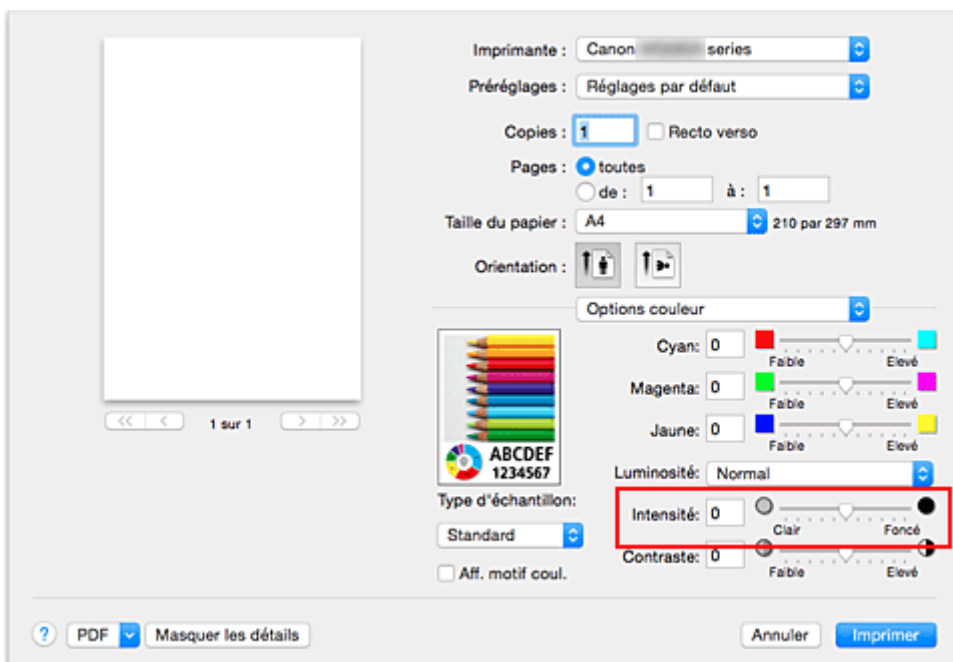 Imprimante : Canon series
Préréglages : Réglages par défaut
Copies : 1 Recto verso
Pages : toutes
de : 1 à : 1
Taille du papier : A4 210 par 297 mm
Orientation :
Options couleur
Cyan: 0
Faible Elevé
Magenta: 0
Faible Elevé
Jaune: 0
Faible Elevé
ABCDEF
1234567
Luminosité: Normal
Type d'échantillon:
Standard
Aff. motif coul.
Intensité: 0
Clair Foncé
Contraste: 0
Faible Elevé
<< < 1 sur 1 > >>
? PDF Masquer les détails Annuler Imprimer